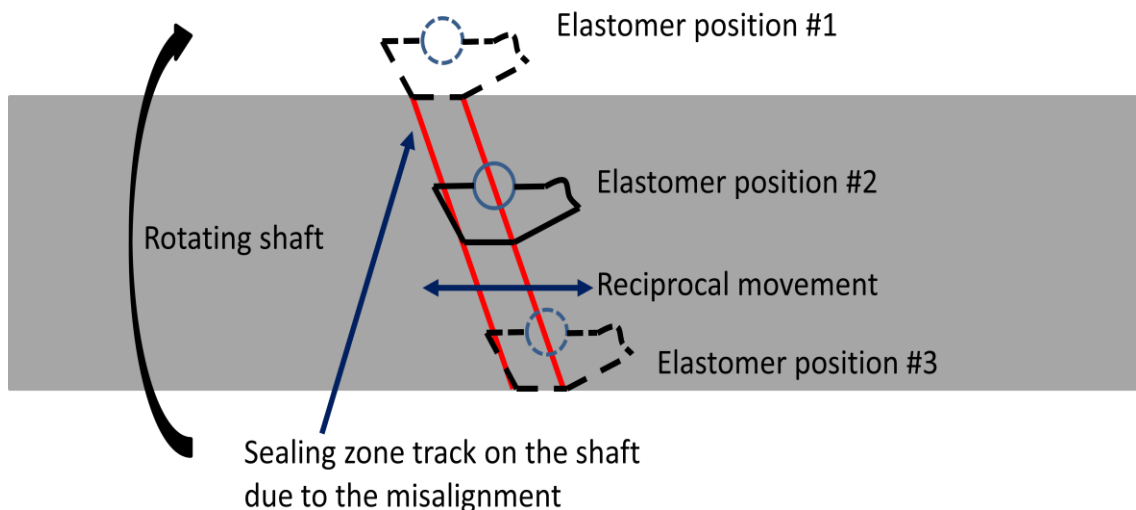 Elastomer position #1
Elastomer position #2
Rotating shaft
Reciprocal movement
Elastomer position #3
Sealing zone track on the shaft
due to the misalignment